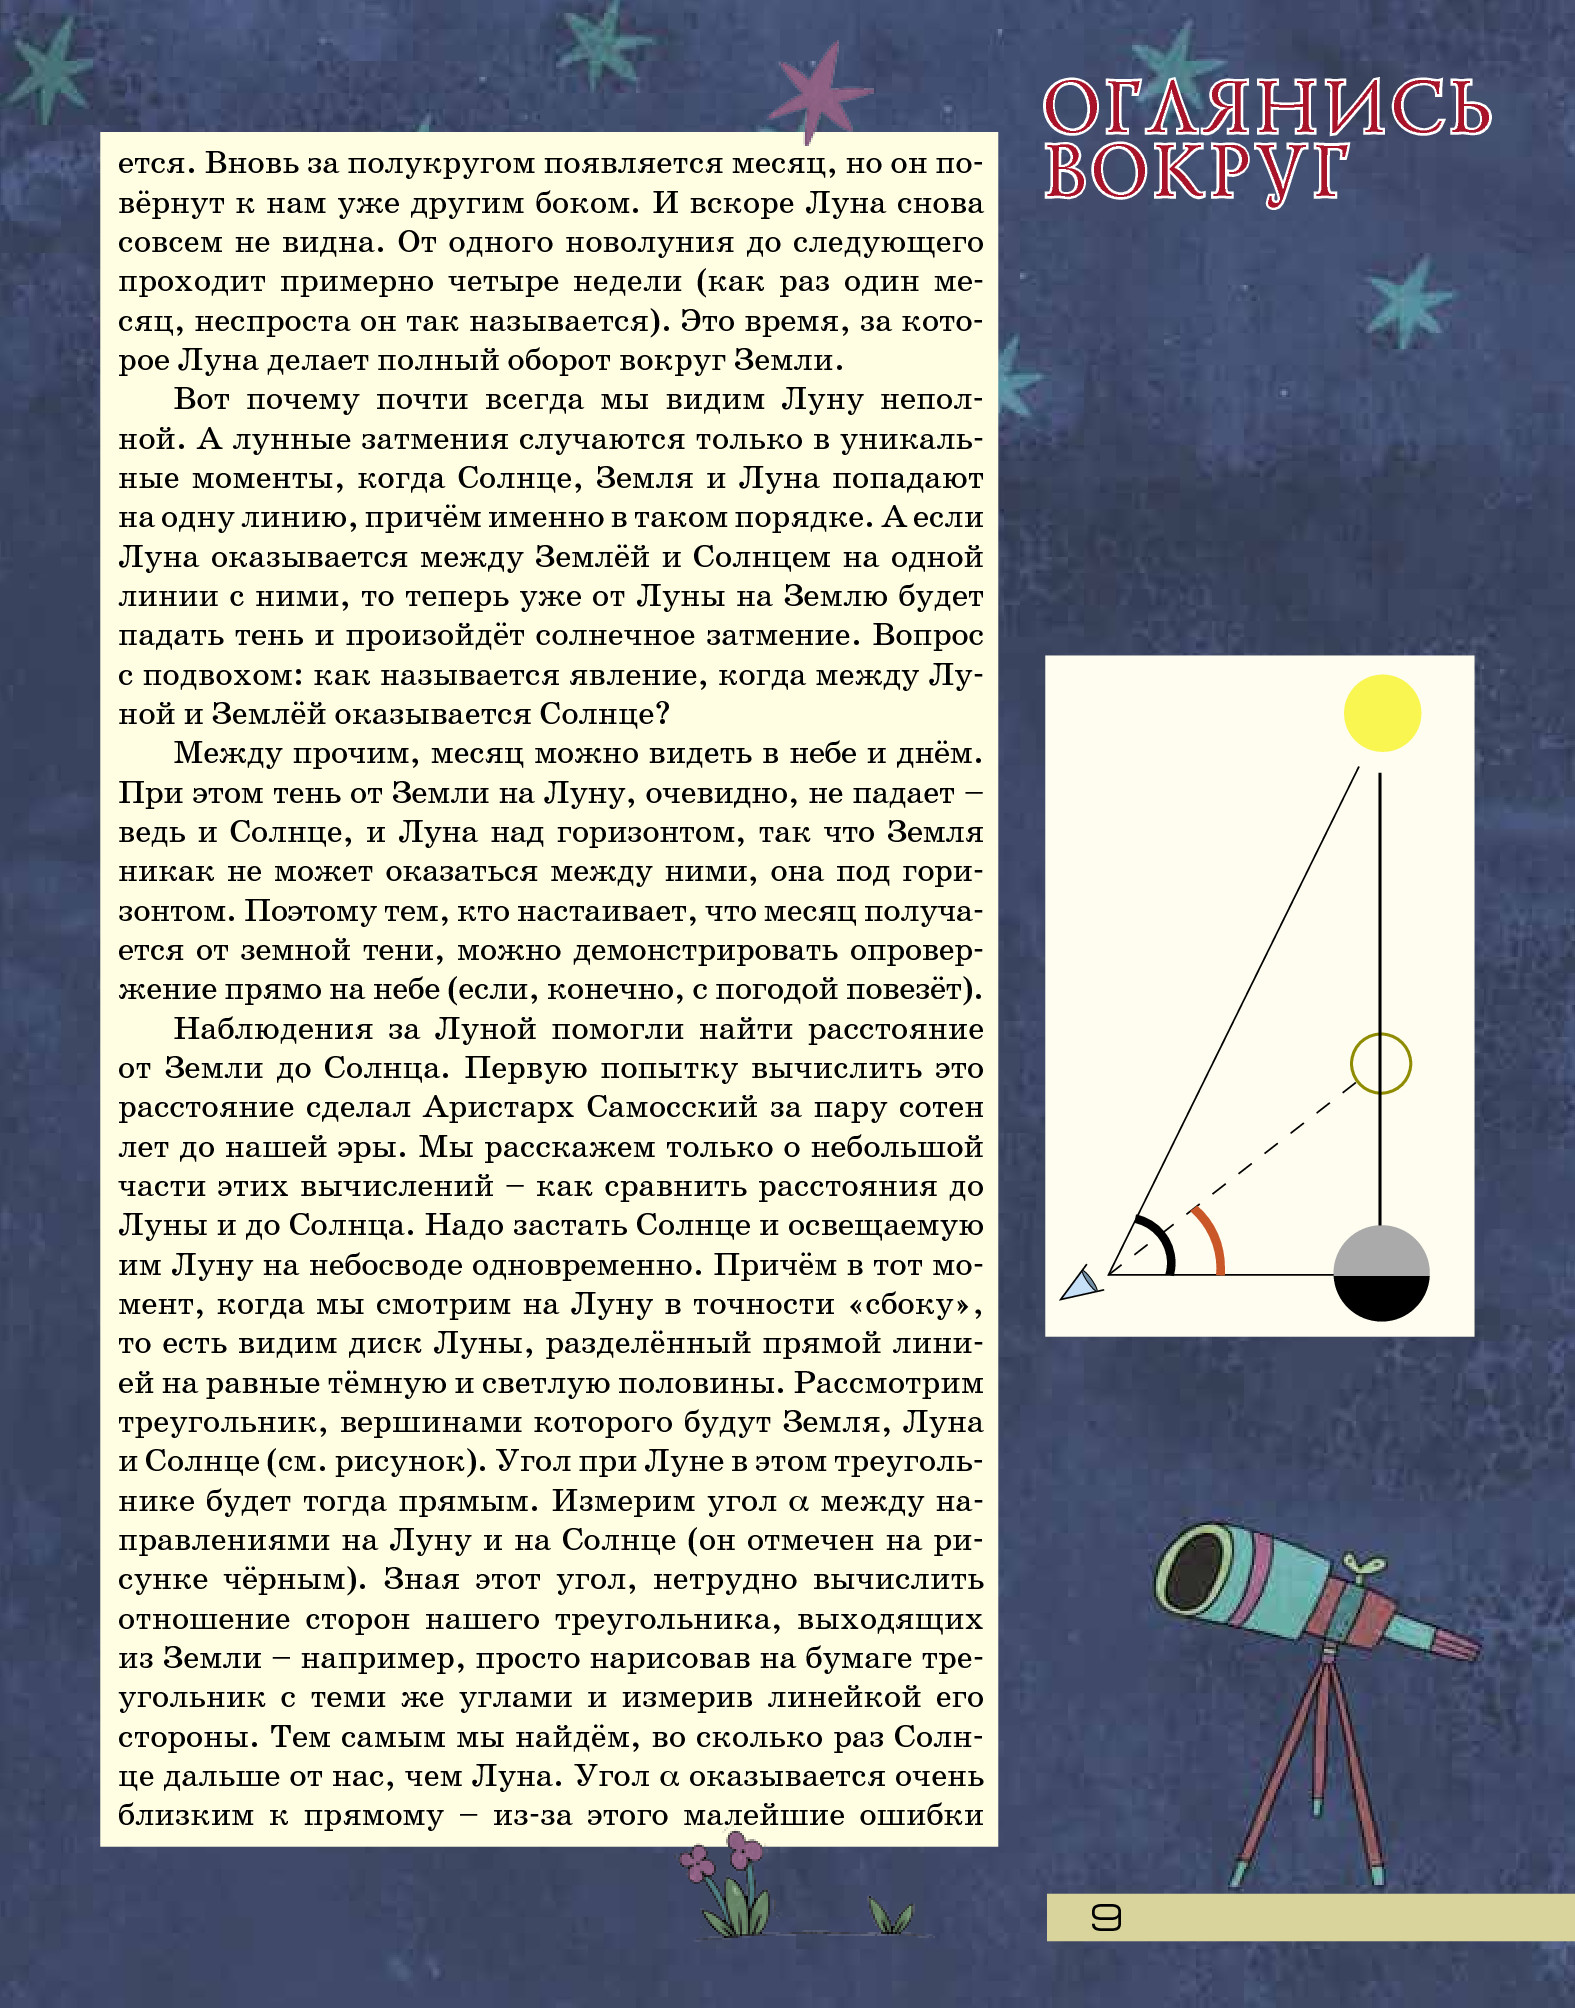 ОГЛЯНИСЬ
ВОКРУГ
ется. Вновь за полукругом появляется месяц, но он по-
вёрнут к нам уже другим боком. И вскоре Луна снова
совсем не видна. От одного новолуния до следующего
проходит примерно четыре недели (как раз один ме-
сяц, неспроста он так называется). Это время, за кото-
рое Луна делает полный оборот вокруг Земли.
Вот почему почти всегда мы видим Луну непол-
ной. А лунные затмения случаются только в уникаль-
ные моменты, когда Солнце, Земля и Луна попадают
на одну линию, причём именно в таком порядке. А если
Луна оказывается между Землёй и Солнцем на одной
линии с ними, то теперь уже от Луны на Землю будет
падать тень и произойдёт солнечное затмение. Вопрос
с подвохом: как называется явление, когда между Лу-
ной и Землёй оказывается Солнце?
Между прочим, месяц можно видеть в небе и днём.
При этом тень от Земли на Луну, очевидно, не падает –
ведь и Солнце, и Луна над горизонтом, так что Земля
никак не может оказаться между ними, она под гори-
зонтом. Поэтому тем, кто настаивает, что месяц получа-
ется от земной тени, можно демонстрировать опровер-
жение прямо на небе (если, конечно, с погодой повезёт).
Наблюдения за Луной помогли найти расстояние
от Земли до Солнца. Первую попытку вычислить это
расстояние сделал Аристарх Самосский за пару сотен
лет до нашей эры. Мы расскажем только о небольшой
части этих вычислений – как сравнить расстояния до
Луны и до Солнца. Надо застать Солнце и освещаемую
им Луну на небосводе одновременно. Причём в тот мо-
мент, когда мы смотрим на Луну в точности «сбоку»,
то есть видим диск Луны, разделённый прямой лини-
ей на равные тёмную и светлую половины. Рассмотрим
треугольник, вершинами которого будут Земля, Луна
и Солнце (см. рисунок). Угол при Луне в этом треуголь-
нике будет тогда прямым. Измерим угол α между на-
правлениями на Луну и на Солнце (он отмечен на ри-
сунке чёрным). Зная этот угол, нетрудно вычислить
отношение сторон нашего треугольника, выходящих
из Земли – например, просто нарисовав на бумаге тре-
угольник с теми же углами и измерив линейкой его
стороны. Тем самым мы найдём, во сколько раз Солн-
це дальше от нас, чем Луна. Угол α оказывается очень
близким к прямому – из-за этого малейшие ошибки
9